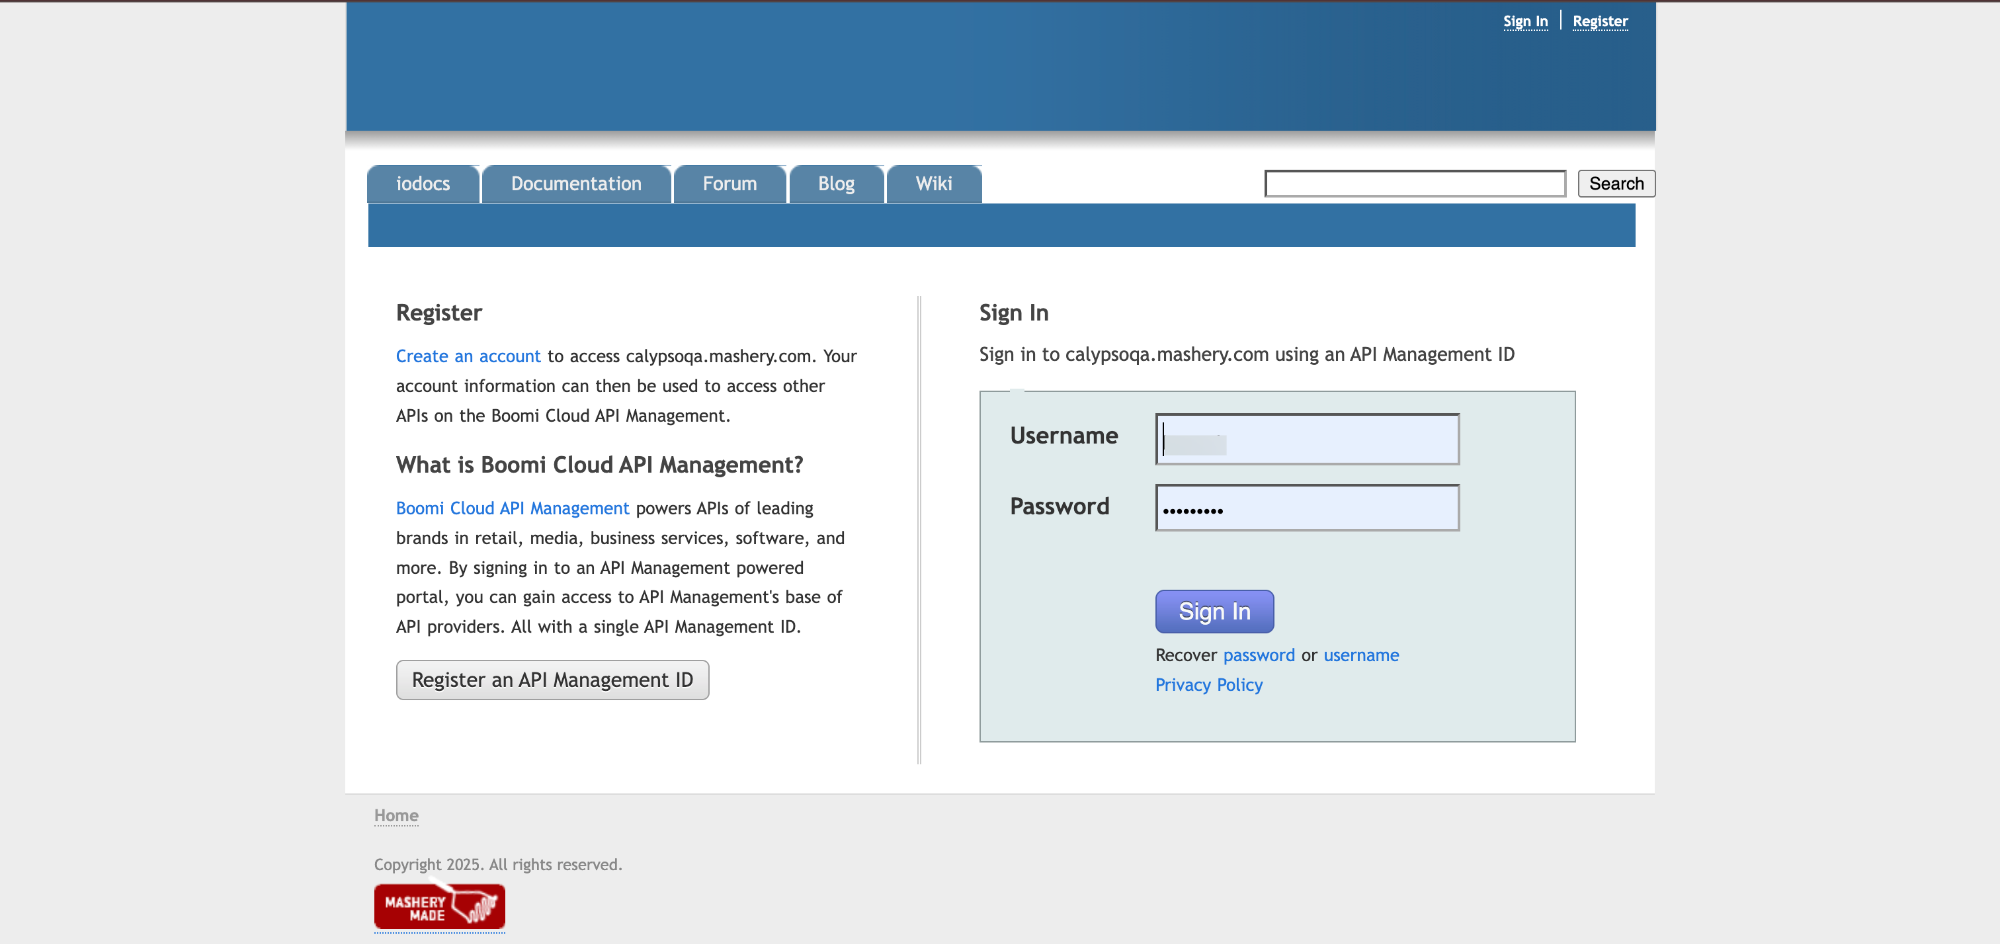 Sign In | Register
iodocs Documentation Forum Blog Wiki Search
Register
Create an account to access calypsoqa.mashery.com. Your
account information can then be used to access other
APIs on the Boomi Cloud API Management.
What is Boomi Cloud API Management?
Boomi Cloud API Management powers APIs of leading
brands in retail, media, business services, software, and
more. By signing in to an API Management powered
portal, you can gain access to API Management's base of
API providers. All with a single API Management ID.
Register an API Management ID
Sign In
Sign in to calypsoqa.mashery.com using an API Management ID
Username
Password •••••••••
Sign In
Recover password or username
Privacy Policy
Home
Copyright 2025. All rights reserved.
MASHERY
MADE